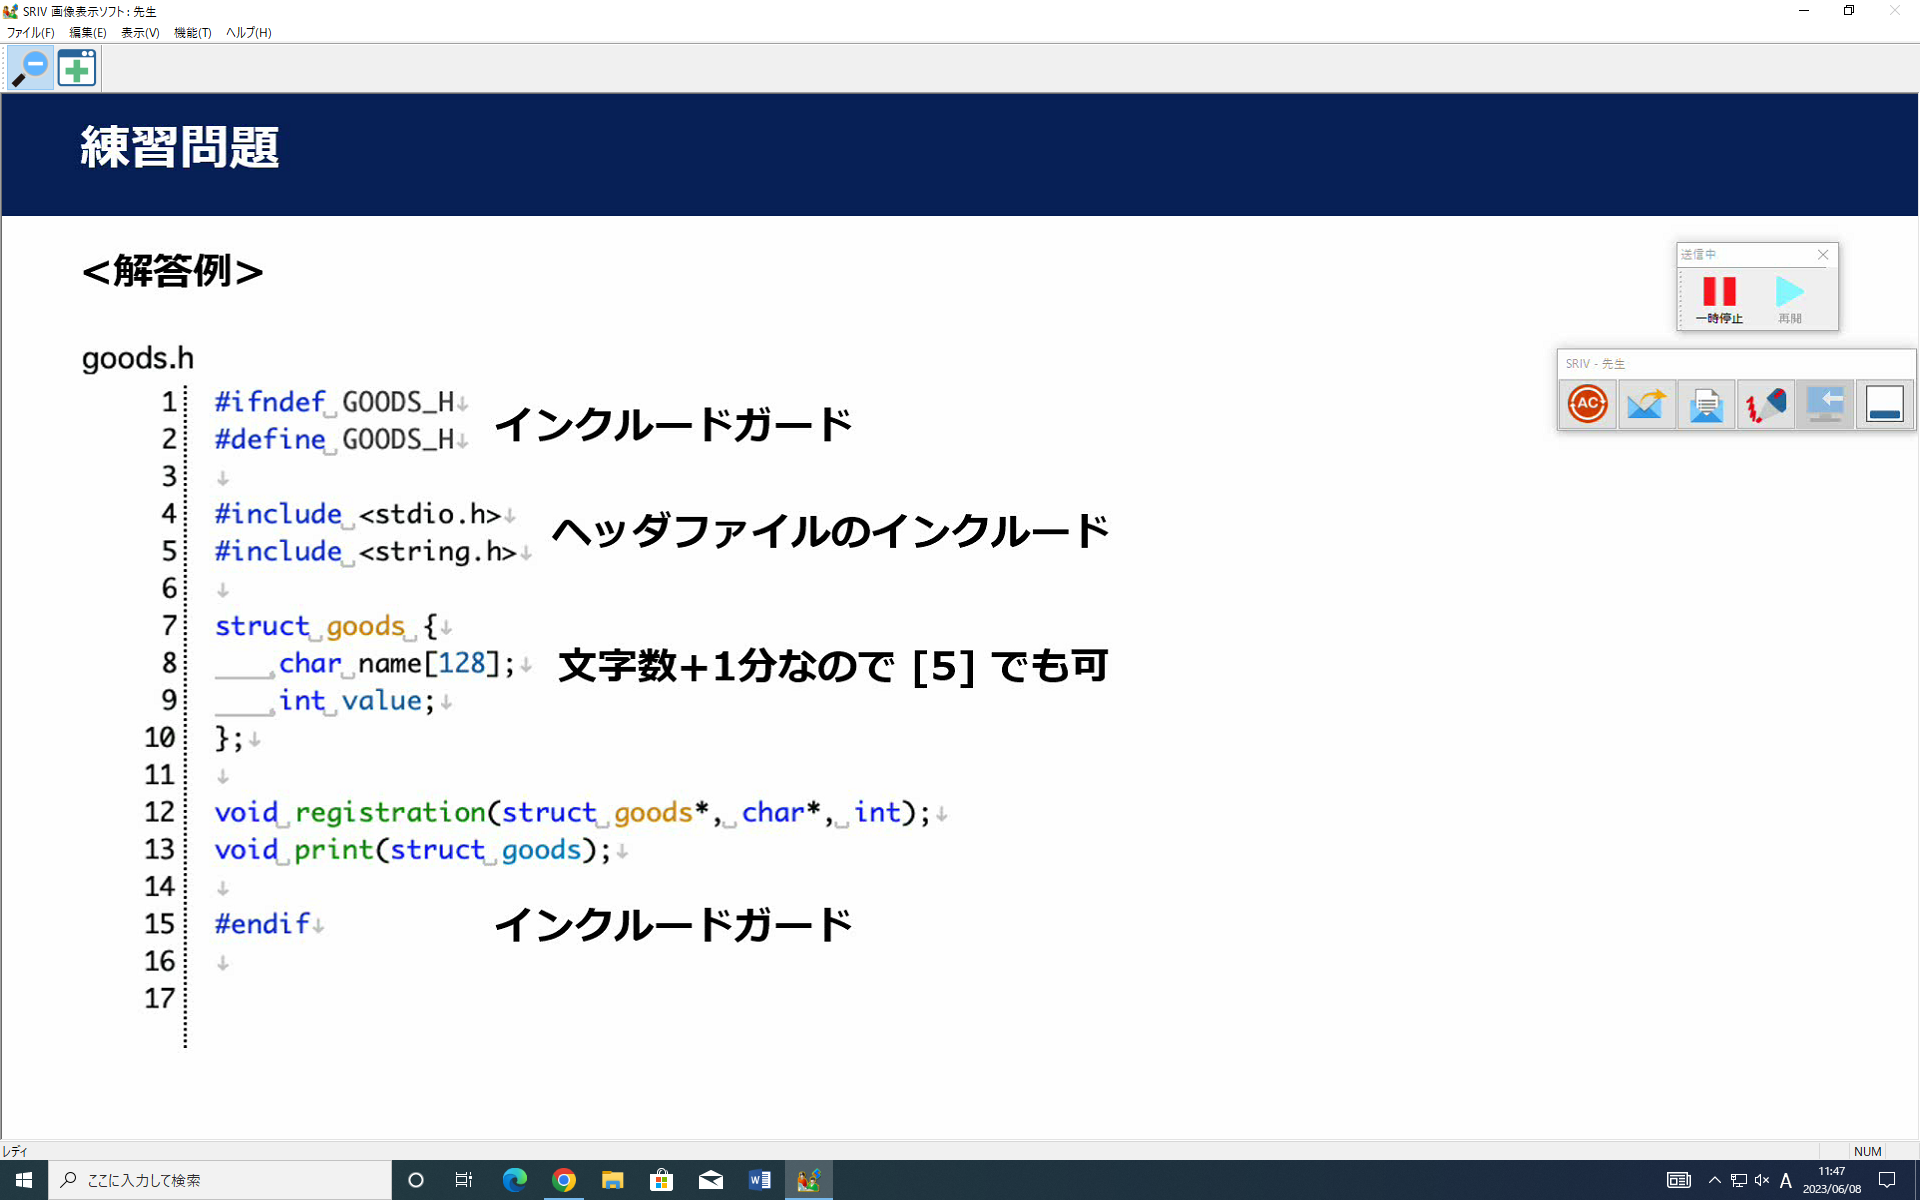 SRIV 画像表示ソフト : 先生
ファイル(F) 編集(E) 表示(V) 機能(T) ヘルプ(H)
練習問題
<解答例>
送信中
一時停止 再開
SRIV - 先生
AC
goods.h
1 #ifndef GOODS_H↓
2 #define GOODS_H↓
インクルードガード
3 ↓
4 #include <stdio.h>↓
5 #include <string.h>↓
ヘッダファイルのインクルード
6 ↓
7 struct goods {↓
8 char name[128];↓ 文字数+1分なので [5] でも可
9 int value;↓
10 };↓
11 ↓
12 void registration(struct goods*, char*, int);↓
13 void print(struct goods);↓
14 ↓
15 #endif↓ インクルードガード
16 ↓
17
レディ NUM
ここに入力して検索
A
11:47
2023/06/08